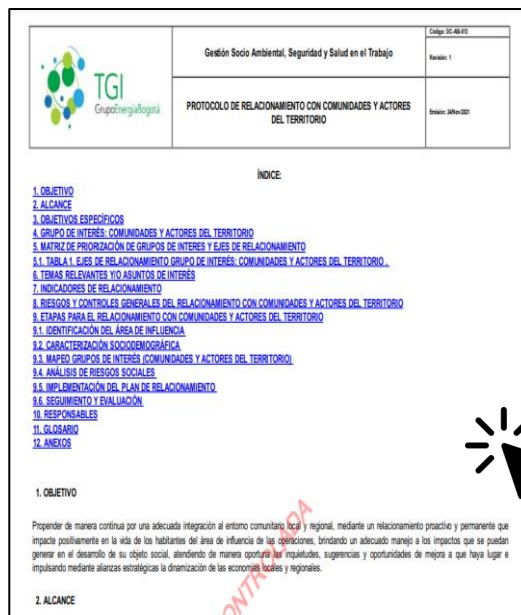 TGI
GrupoEnergíaBogotá
Gestión Socio Ambiental, Seguridad y Salud en el Trabajo
PROTOCOLO DE RELACIONAMIENTO CON COMUNIDADES Y ACTORES
DEL TERRITORIO
Código: DC-ASI-013
Revisión: 1
Emisión: 24/Nov/2021
ÍNDICE:
1. OBJETIVO
2. ALCANCE
3. OBJETIVOS ESPECÍFICOS
4. GRUPO DE INTERÉS: COMUNIDADES Y ACTORES DEL TERRITORIO
5. MATRIZ DE PRIORIZACIÓN DE GRUPOS DE INTERES Y EJES DE RELACIONAMIENTO
5.1. TABLA 1. EJES DE RELACIONAMIENTO GRUPO DE INTERÉS: COMUNIDADES Y ACTORES DEL TERRITORIO .
6. TEMAS RELEVANTES Y/O ASUNTOS DE INTERÉS
7. INDICADORES DE RELACIONAMIENTO
8. RIESGOS Y CONTROLES GENERALES DEL RELACIONAMIENTO CON COMUNIDADES Y ACTORES DEL TERRITORIO
9. ETAPAS PARA EL RELACIONAMIENTO CON COMUNIDADES Y ACTORES DEL TERRITORIO
9.1. IDENTIFICACIÓN DEL ÁREA DE INFLUENCIA
9.2. CARACTERIZACIÓN SOCIODEMOGRÁFICA
9.3. MAPEO GRUPOS DE INTERÉS (COMUNIDADES Y ACTORES DEL TERRITORIO)
9.4. ANÁLISIS DE RIESGOS SOCIALES
9.5. IMPLEMENTACIÓN DEL PLAN DE RELACIONAMIENTO
9.6. SEGUIMIENTO Y EVALUACIÓN
10. RESPONSABLES
11. GLOSARIO
12. ANEXOS
1. OBJETIVO
Propender de manera continua por una adecuada integración al entorno comunitario local y regional, mediante un relacionamiento proactivo y permanente que
impacte positivamente en la vida de los habitantes del área de influencia de las operaciones, brindando un adecuado manejo a los impactos que se puedan
generar en el desarrollo de su objeto social, atendiendo de manera oportuna las inquietudes, sugerencias y oportunidades de mejora a que haya lugar e
impulsando mediante alianzas estratégicas la dinamización de las economías locales y regionales.
2. ALCANCE
CONTROLADA